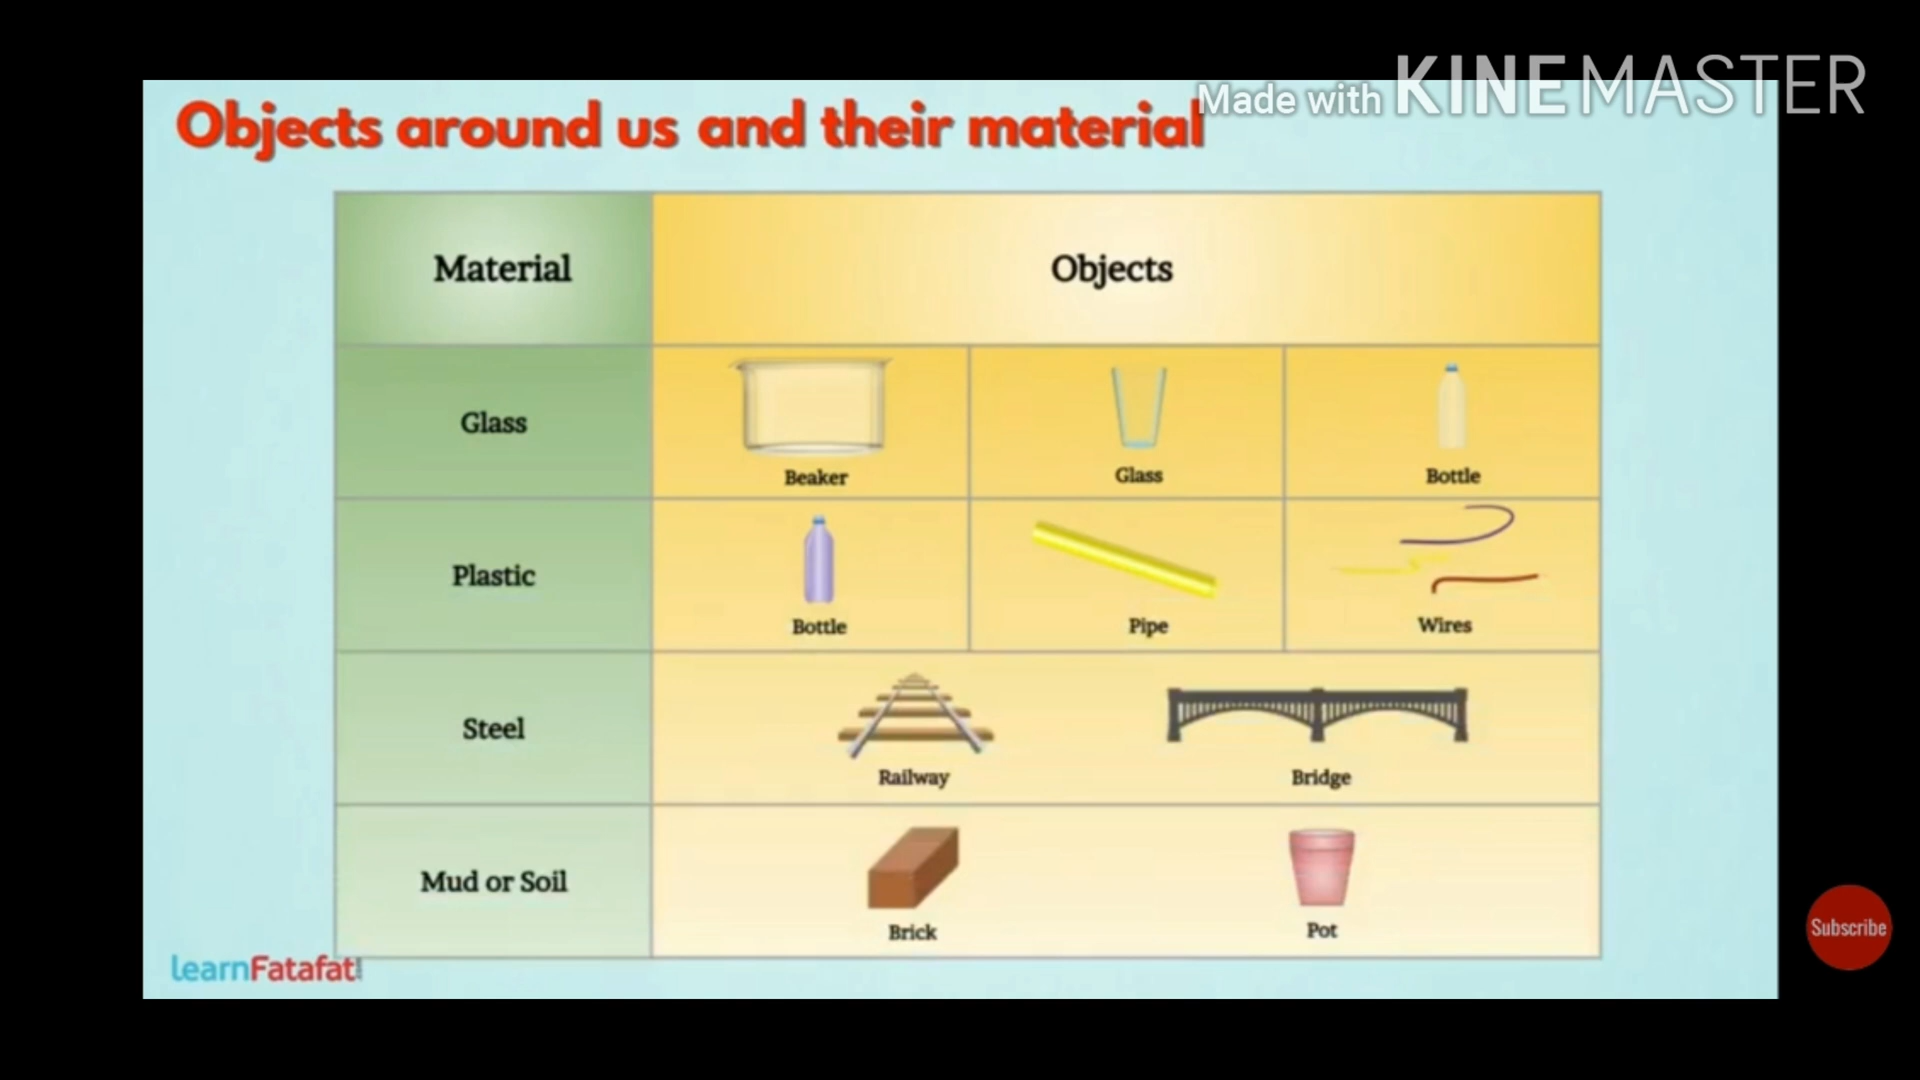 Made with KINEMASTER
Objects around us and their material
Material Objects
Glass
Beaker Glass Bottle
Plastic
Bottle Pipe Wires
Steel
Railway Bridge
Mud or Soil
Brick Pot
learnFatafat
Subscribe